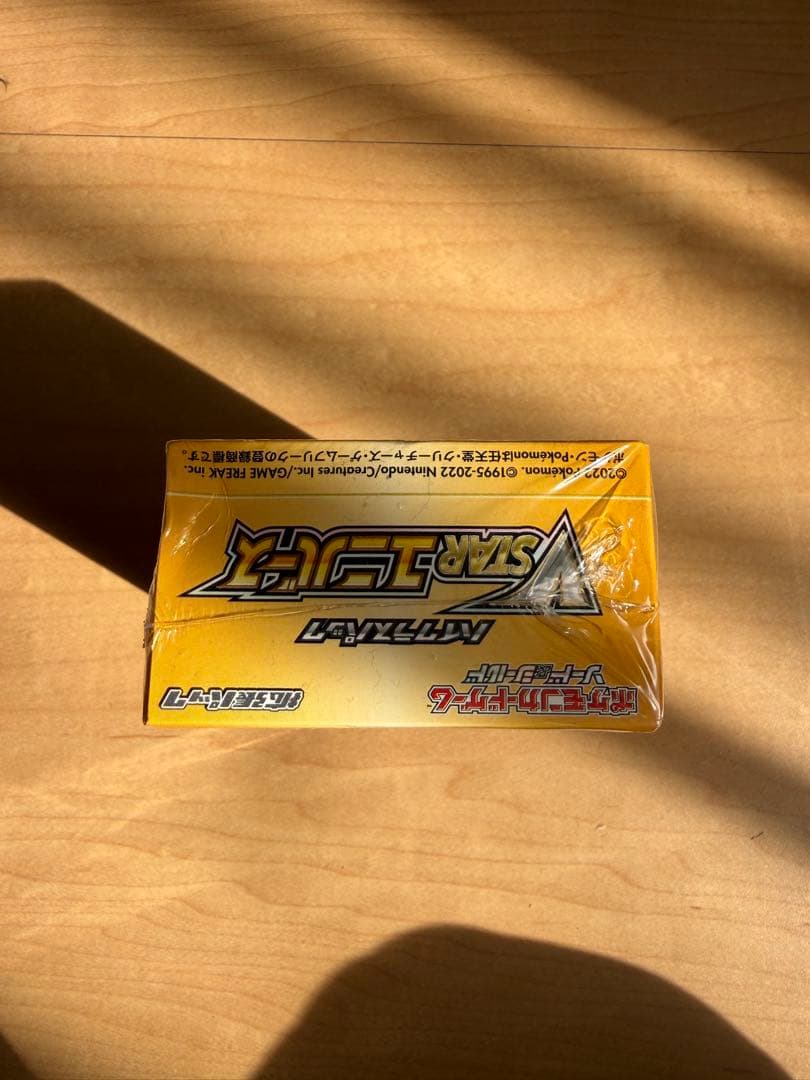 ポケモンカードゲーム
ソード&シールド
拡張パック
ハイクラスパック
VSTARユニバース
©2022 Pokémon. ©1995-2022 Nintendo/Creatures Inc./GAME FREAK inc.
ポケモン・Pokémonは任天堂・クリーチャーズ・ゲームフリークの登録商標です。